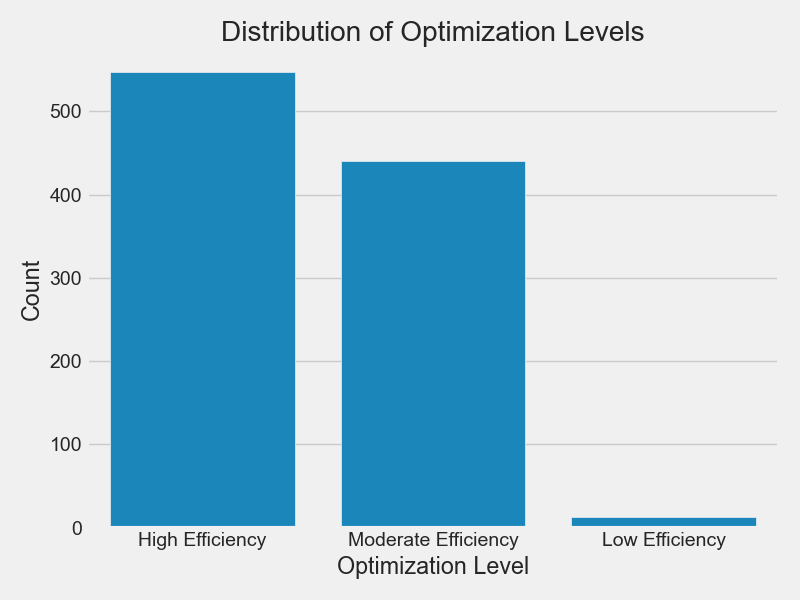 Distribution of Optimization Levels
Count
500
400
300
200
100
0
High Efficiency
Moderate Efficiency
Low Efficiency
Optimization Level